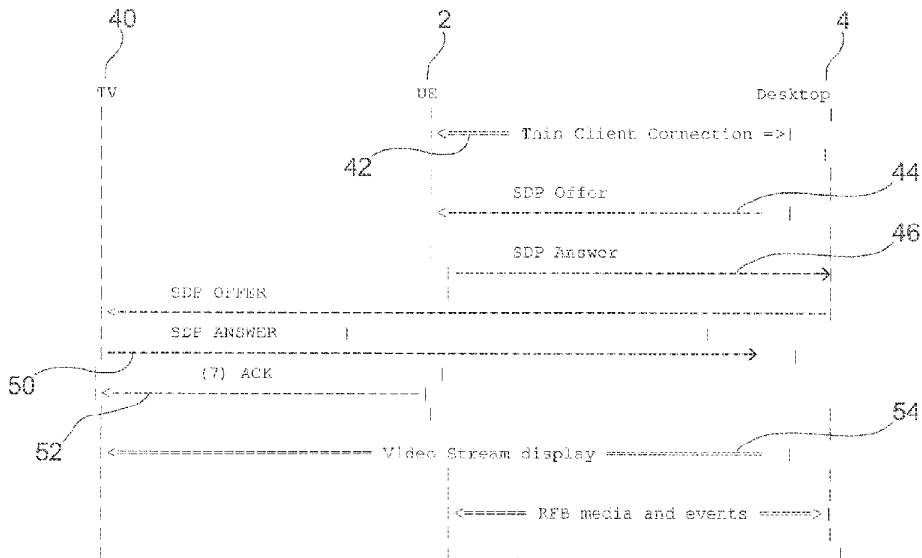 40 2 4
TV UE Desktop
Thin Client Connection
42
44
SDP Offer
46
SDP Answer
SDP OFFER
SDP ANSWER
50
(7) ACK
52
54
Video Stream display
RFB media and events